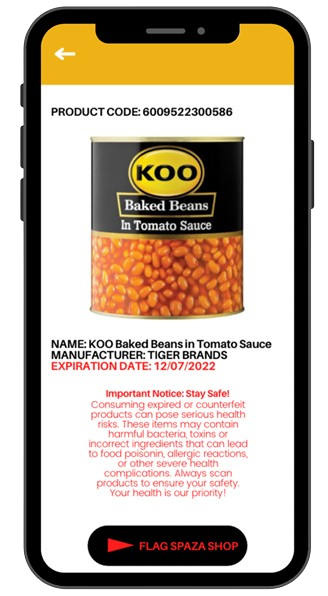 PRODUCT CODE: 6009522300586
KOO
Baked Beans
In Tomato Sauce
NAME: KOO Baked Beans in Tomato Sauce
MANUFACTURER: TIGER BRANDS
EXPIRATION DATE: 12/07/2022
Important Notice: Stay Safe!
Consuming expired or counterfeit
products can pose serious health
risks. These items may contain
harmful bacteria, toxins or
incorrect ingredients that can lead
to food poisonin, allergic reactions,
or other severe health
complications. Always scan
products to ensure your safety.
Your health is our priority!
FLAG SPAZA SHOP